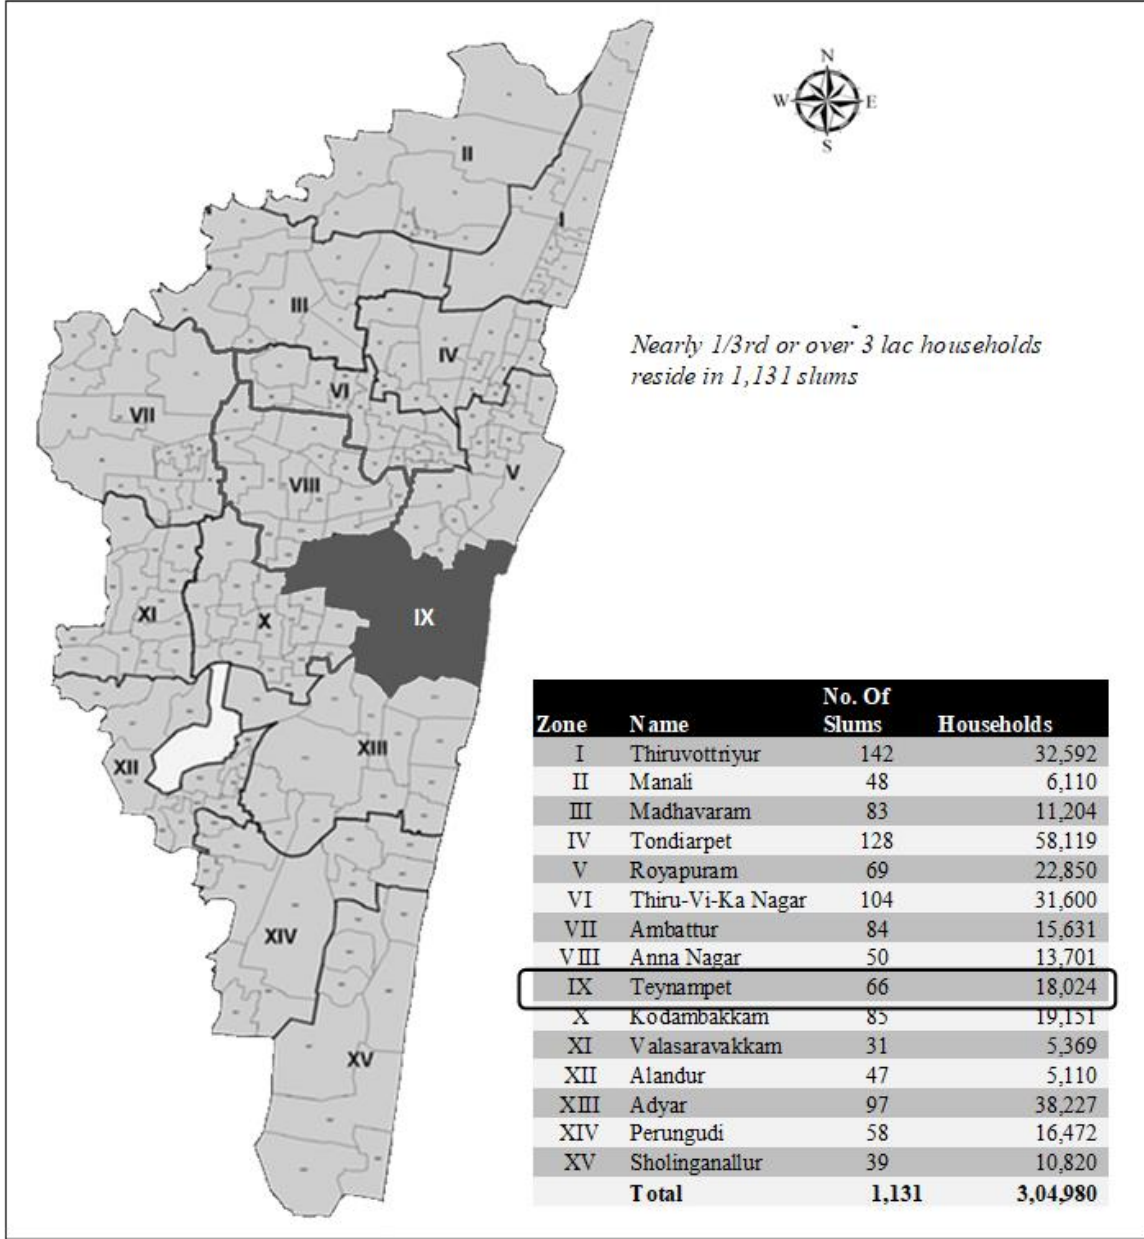 N
W E
S
II
I
III
Nearly 1/3rd or over 3 lac households
reside in 1,131 slums
IV
VI
VII
V
VIII
XI
X
IX
XIII
XII
XIV
XV
Zone Name No. Of Slums Households
I Thiruvottriyur 142 32,592
II Manali 48 6,110
III Madhavaram 83 11,204
IV Tondiarpet 128 58,119
V Royapuram 69 22,850
VI Thiru-Vi-Ka Nagar 104 31,600
VII Ambattur 84 15,631
VIII Anna Nagar 50 13,701
IX Teynampet 66 18,024
X Kodambakkam 85 19,151
XI Valasaravakkam 31 5,369
XII Alandur 47 5,110
XIII Adyar 97 38,227
XIV Perungudi 58 16,472
XV Sholinganallur 39 10,820
Total 1,131 3,04,980